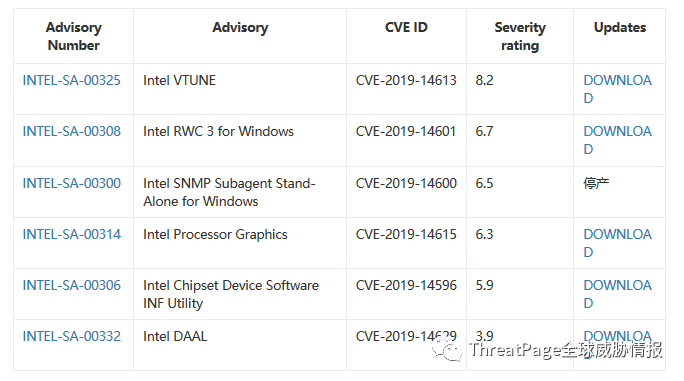 Advisory Number Advisory CVE ID Severity rating Updates
INTEL-SA-00325 Intel VTUNE CVE-2019-14613 8.2 DOWNLOAD
INTEL-SA-00308 Intel RWC 3 for Windows CVE-2019-14601 6.7 DOWNLOAD
INTEL-SA-00300 Intel SNMP Subagent Stand-Alone for Windows CVE-2019-14600 6.5 停产
INTEL-SA-00314 Intel Processor Graphics CVE-2019-14615 6.3 DOWNLOAD
INTEL-SA-00306 Intel Chipset Device Software INF Utility CVE-2019-14596 5.9 DOWNLOAD
INTEL-SA-00332 Intel DAAL CVE-2019-14629 3.9 DOWNLOA
ThreatPage全球威胁情报